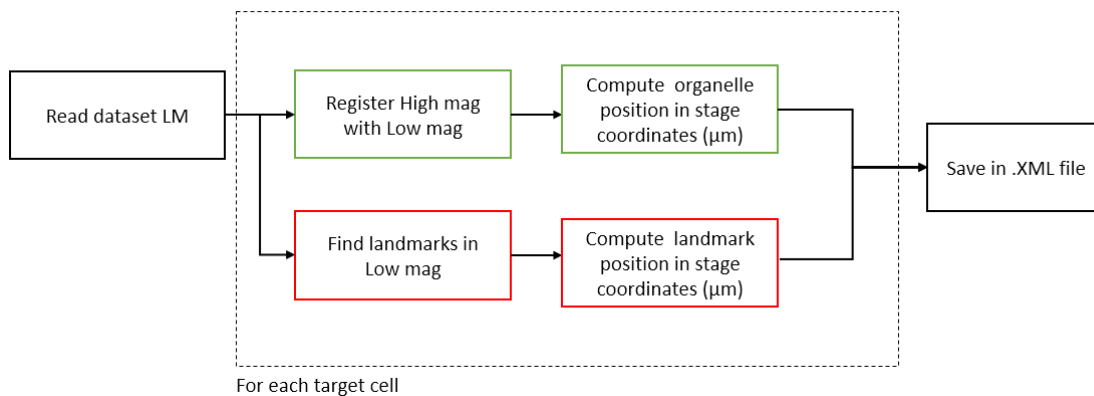 Read dataset LM
Register High mag
with Low mag
Compute organelle
position in stage
coordinates (µm)
Find landmarks in
Low mag
Compute landmark
position in stage
coordinates (µm)
Save in .XML file
For each target cell